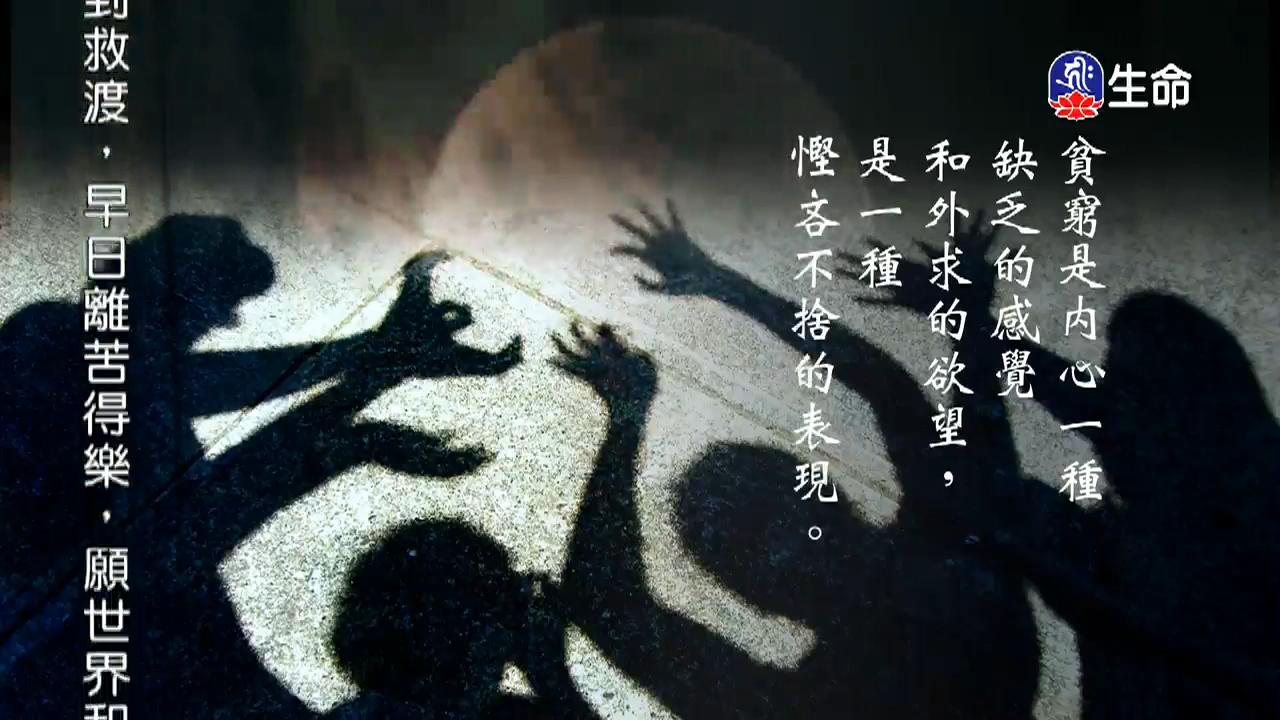 生命
貧窮是内心一種
缺乏的感覺
和外求的欲望，
是一種
慳吝不捨的表現。
到救渡，早日離苦得樂，願世界和